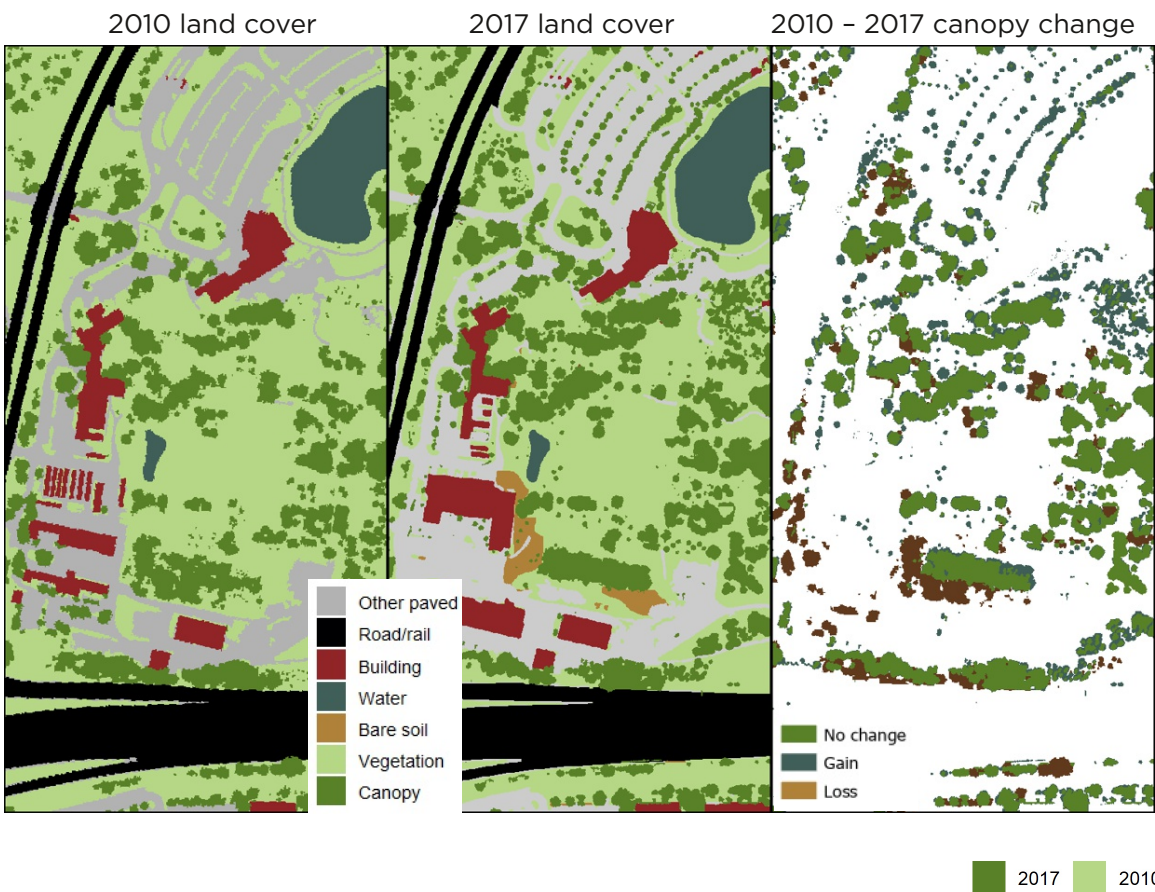 2010 land cover
2017 land cover
2010 – 2017 canopy change
Other paved
Road/rail
Building
Water
Bare soil
Vegetation
Canopy
No change
Gain
Loss
2017